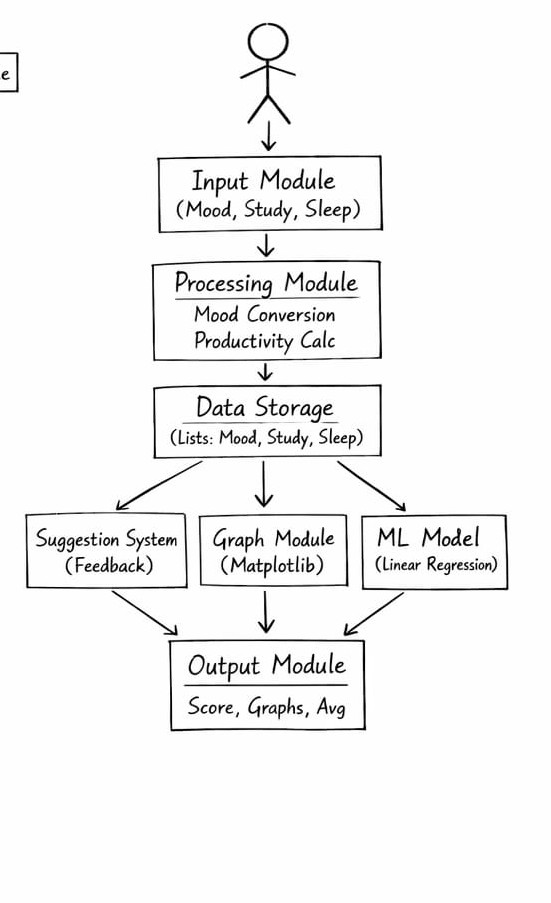 Input Module
(Mood, Study, Sleep)
Processing Module
Mood Conversion
Productivity Calc
Data Storage
(Lists: Mood, Study, Sleep)
Suggestion System
(Feedback)
Graph Module
(Matplotlib)
ML Model
(Linear Regression)
Output Module
Score, Graphs, Avg